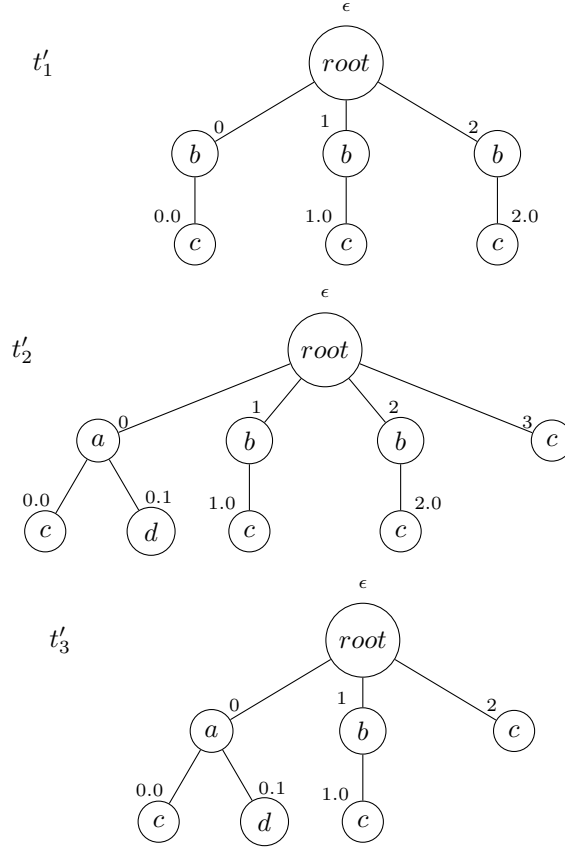 ϵ
t′₁ root
0 1 2
b b b
0.0 1.0 2.0
c c c
ϵ
t′₂ root
0 1 2 3
a b b c
0.0 0.1 1.0 2.0
c d c c
ϵ
t′₃ root
0 1 2
a b c
0.0 0.1 1.0
c d c